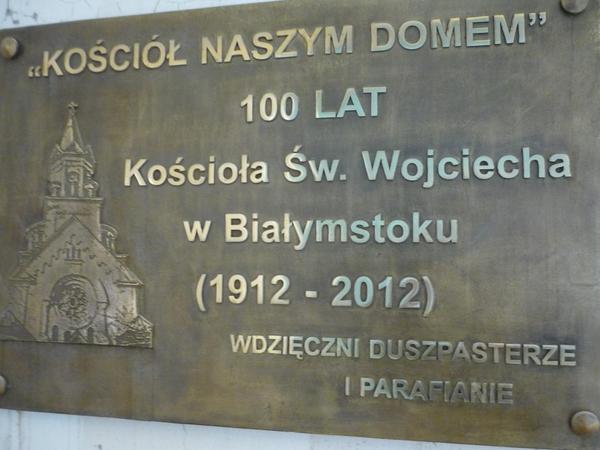 „KOŚCIÓŁ NASZYM DOMEM”
100 LAT
Kościoła Św. Wojciecha
w Białymstoku
(1912 - 2012)
WDZIĘCZNI DUSZPASTERZE
I PARAFIANIE